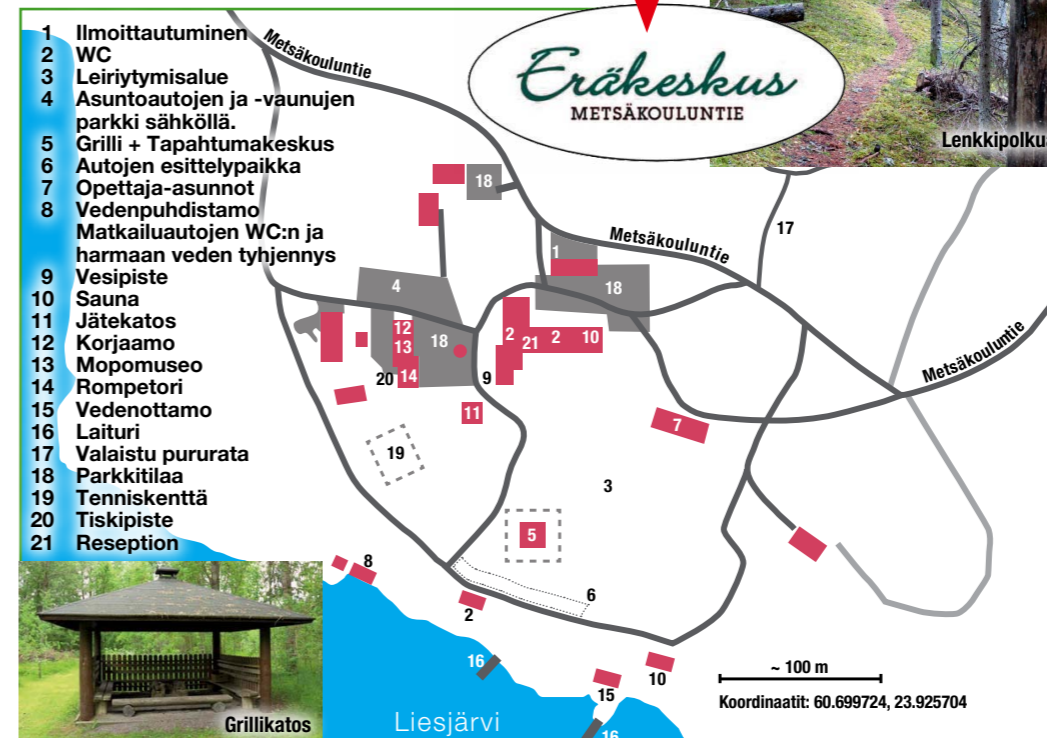 1 Ilmoittautuminen
2 WC
3 Leiriytymisalue
4 Asuntoautojen ja -vaunujen
parkki sähköllä.
5 Grilli + Tapahtumakeskus
6 Autojen esittelypaikka
7 Opettaja-asunnot
8 Vedenpuhdistamo
Matkailuautojen WC:n ja
harmaan veden tyhjennys
9 Vesipiste
10 Sauna
11 Jätekatos
12 Korjaamo
13 Mopomuseo
14 Rompetori
15 Vedenottamo
16 Laituri
17 Valaistu pururata
18 Parkkitilaa
19 Tenniskenttä
20 Tiskipiste
21 Reseption
Metsäkouluntie
Eräkeskus
METSÄKOULUNTIE
Lenkkipolkua
18
17
Metsäkouluntie
1
4
18
12
18
2
21
2
10
13
Metsäkouluntie
20
14
9
11
7
19
3
5
8
6
2
16
10
15
16
~ 100 m
Koordinaatit: 60.699724, 23.925704
Liesjärvi
Grillikatos